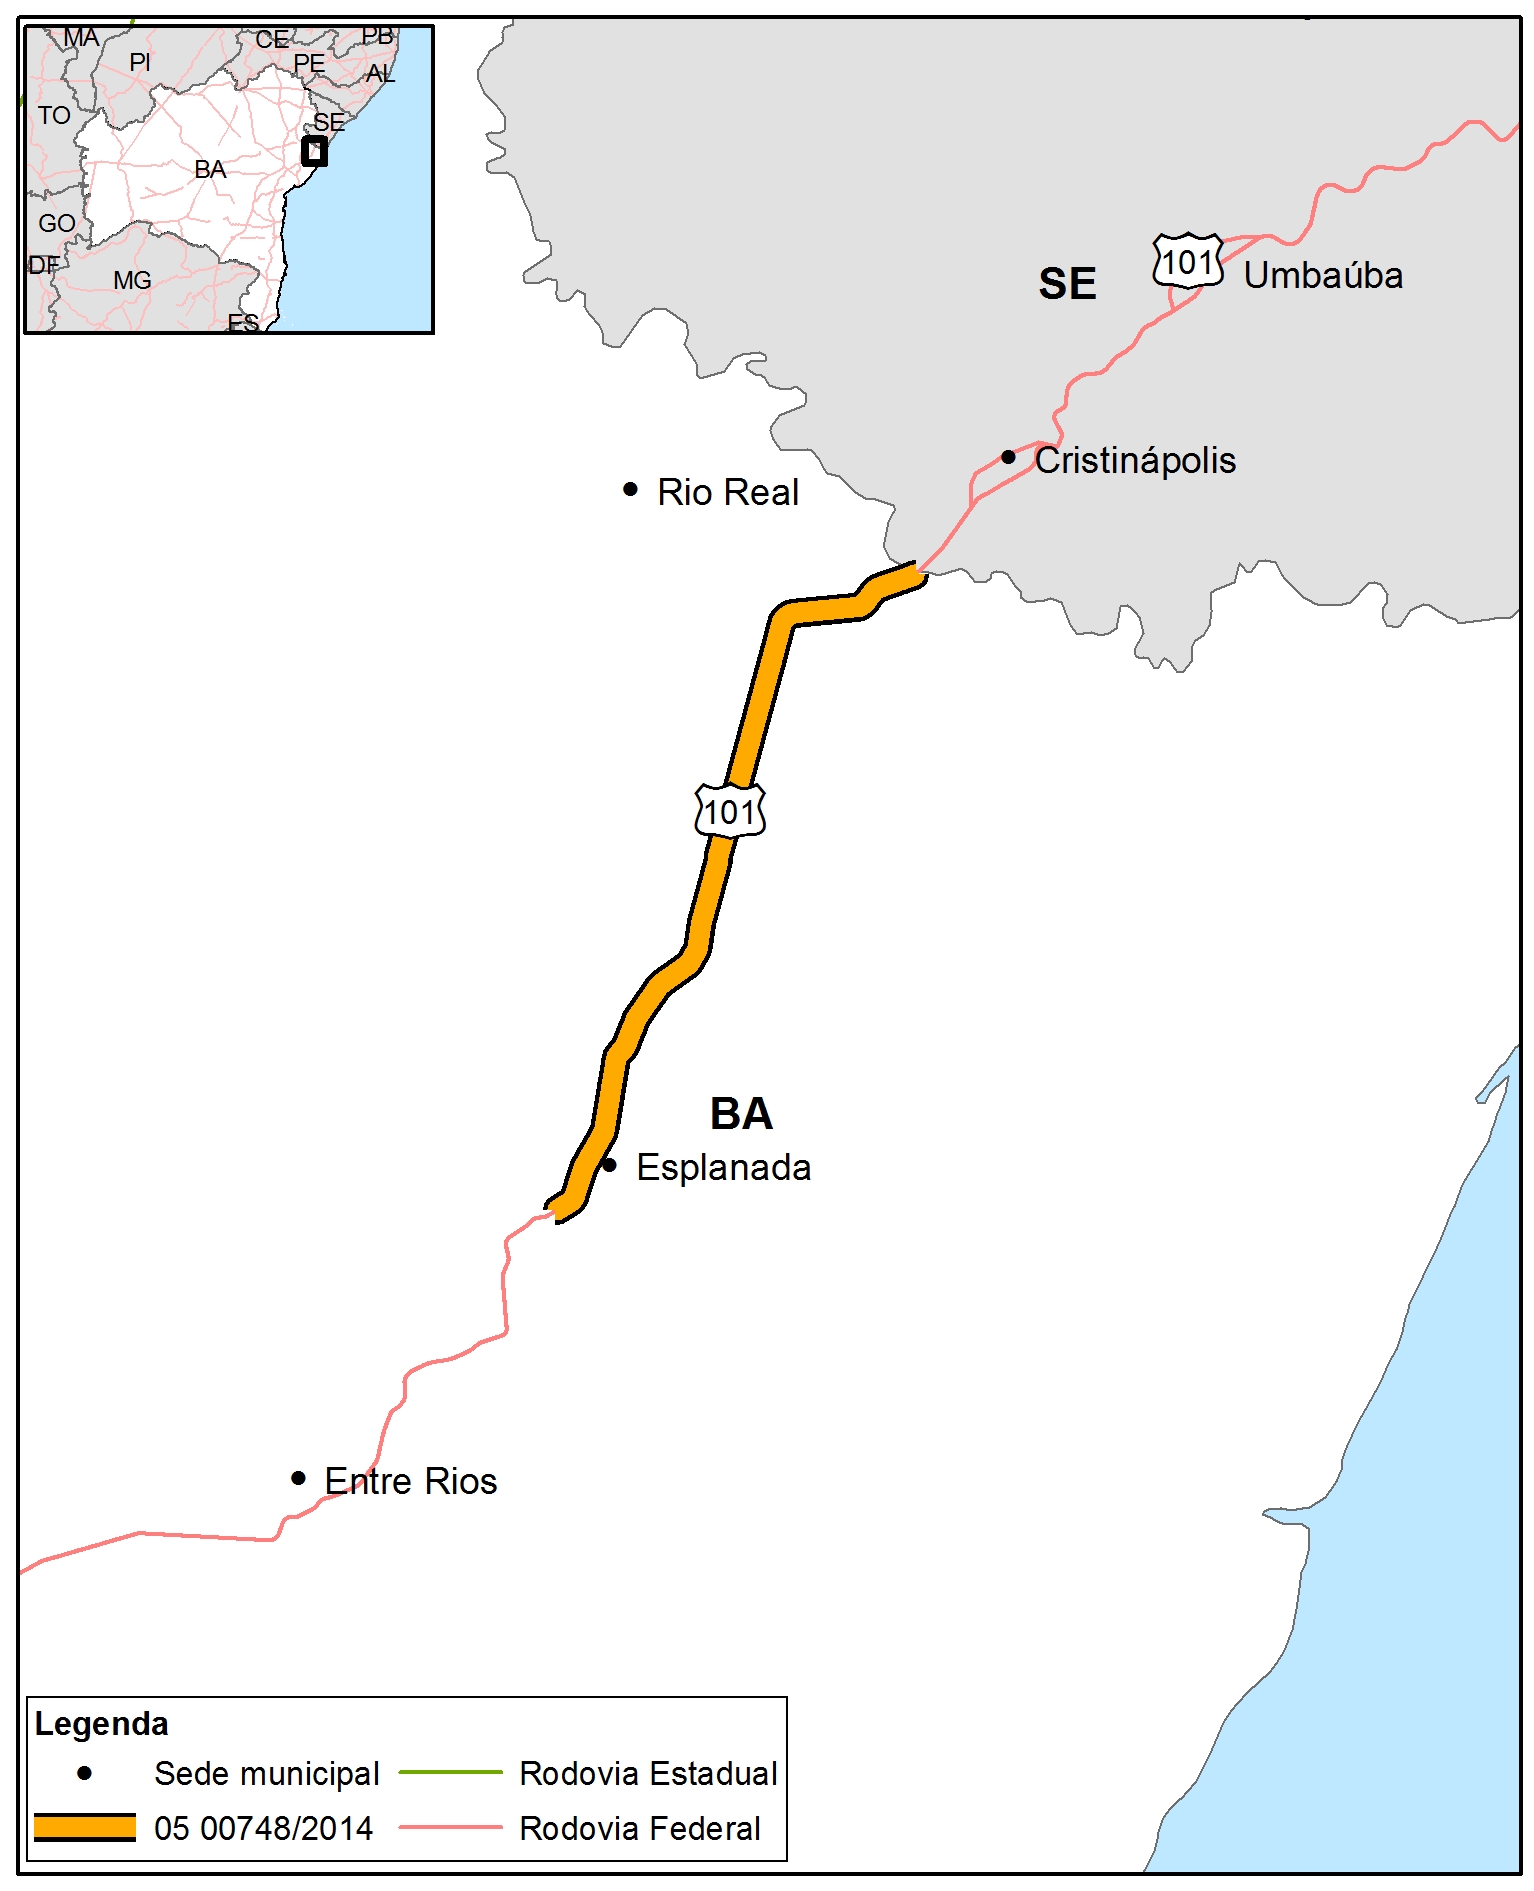 MA
CE
PB
PI
PE
AL
TO
SE
BA
GO
DF
MG
ES
SE
101
Umbaúba
Cristinápolis
Rio Real
101
BA
Esplanada
Entre Rios
Legenda
Sede municipal
Rodovia Estadual
05 00748/2014
Rodovia Federal